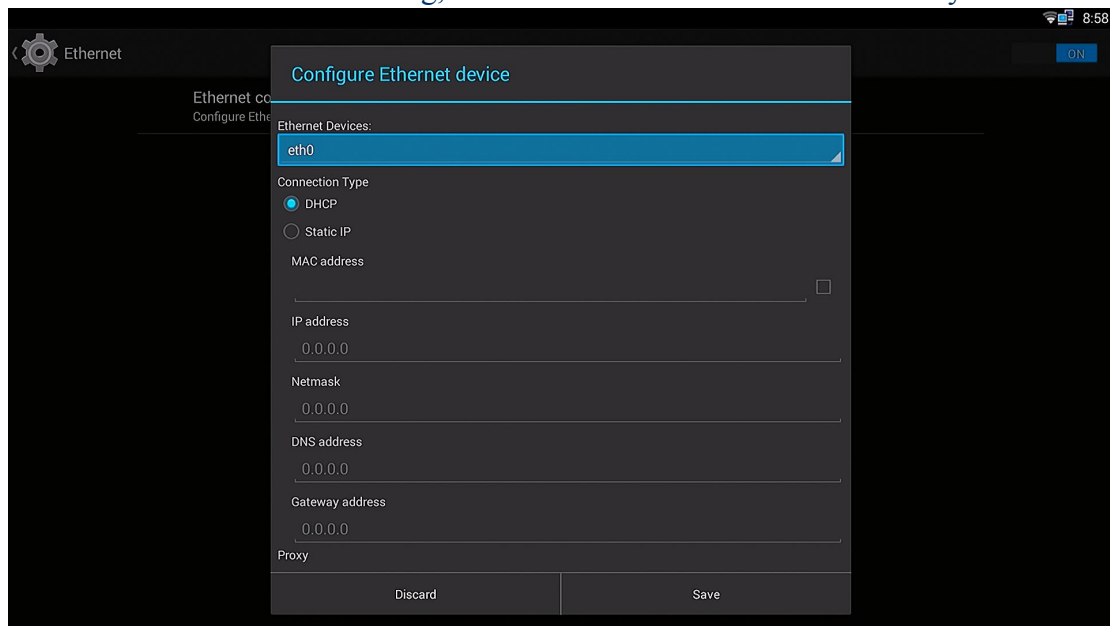 8:58
Ethernet
ON
Ethernet co
Configure Ethe
Configure Ethernet device
Ethernet Devices:
eth0
Connection Type
DHCP
Static IP
MAC address
IP address
0.0.0.0
Netmask
0.0.0.0
DNS address
0.0.0.0
Gateway address
0.0.0.0
Proxy
Discard
Save